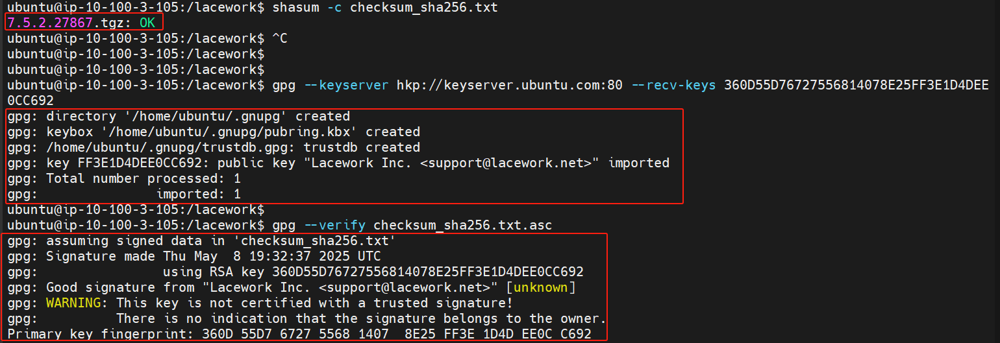 ubuntu@ip-10-100-3-105:/lacework$ shasum -c checksum_sha256.txt
7.5.2.27867.tgz: OK
ubuntu@ip-10-100-3-105:/lacework$ ^C
ubuntu@ip-10-100-3-105:/lacework$
ubuntu@ip-10-100-3-105:/lacework$
ubuntu@ip-10-100-3-105:/lacework$ gpg --keyserver hkp://keyserver.ubuntu.com:80 --recv-keys 360D55D76727556814078E25FF3E1D4DEE
0CC692
gpg: directory '/home/ubuntu/.gnupg' created
gpg: keybox '/home/ubuntu/.gnupg/pubring.kbx' created
gpg: /home/ubuntu/.gnupg/trustdb.gpg: trustdb created
gpg: key FF3E1D4DEE0CC692: public key "Lacework Inc. <support@lacework.net>" imported
gpg: Total number processed: 1
gpg:               imported: 1
ubuntu@ip-10-100-3-105:/lacework$
ubuntu@ip-10-100-3-105:/lacework$ gpg --verify checksum_sha256.txt.asc
gpg: assuming signed data in 'checksum_sha256.txt'
gpg: Signature made Thu May  8 19:32:37 2025 UTC
gpg:                using RSA key 360D55D76727556814078E25FF3E1D4DEE0CC692
gpg: Good signature from "Lacework Inc. <support@lacework.net>" [unknown]
gpg: WARNING: This key is not certified with a trusted signature!
gpg:          There is no indication that the signature belongs to the owner.
Primary key fingerprint: 360D 55D7 6727 5568 1407  8E25 FF3E 1D4D EE0C C692